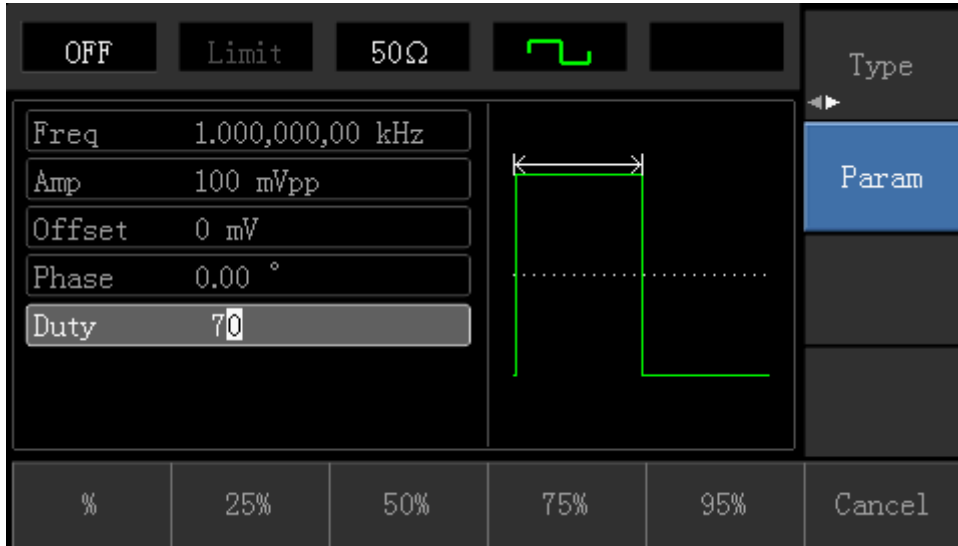 OFF Limit 50Ω
Type
Freq 1.000,000,00 kHz
Amp 100 mVpp
Param
Offset 0 mV
Phase 0.00 °
Duty 70
% 25% 50% 75% 95% Cancel